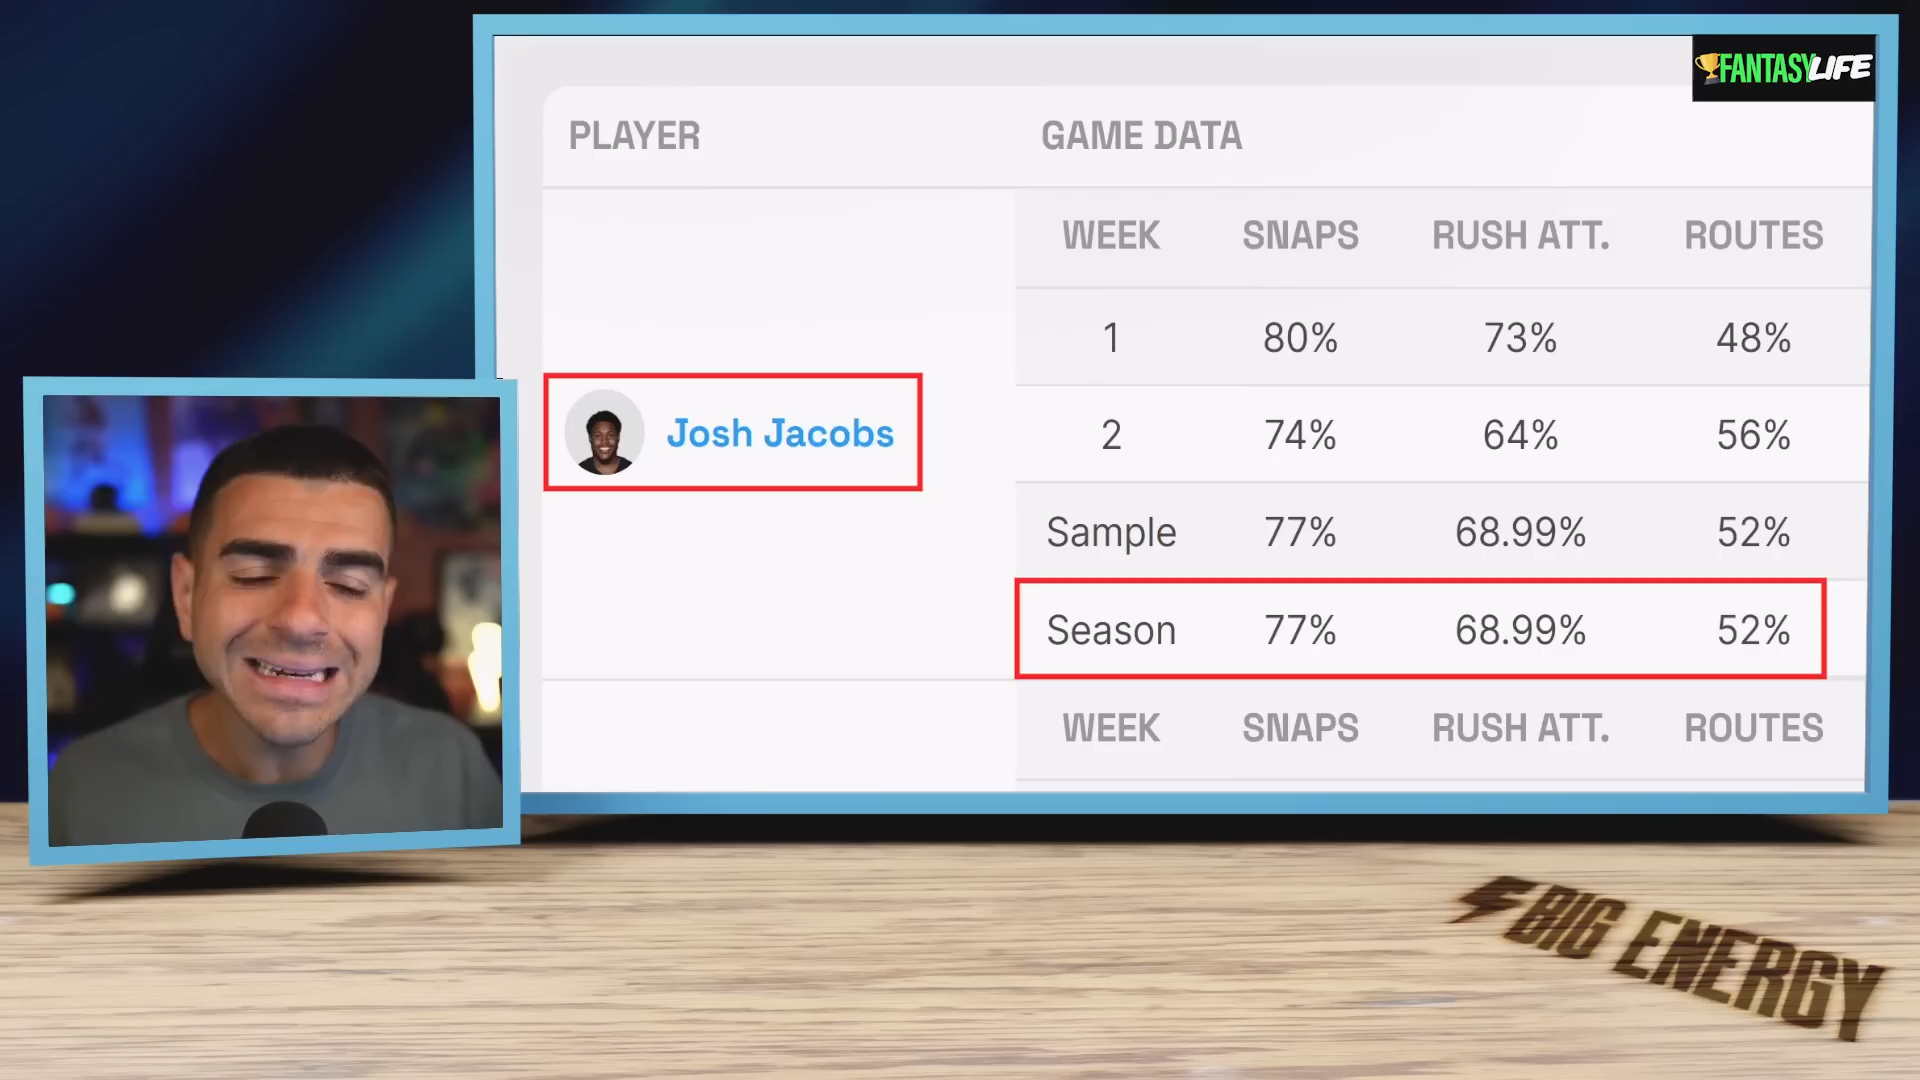 FANTASYLIFE
PLAYER GAME DATA
WEEK SNAPS RUSH ATT. ROUTES
1 80% 73% 48%
Josh Jacobs
2 74% 64% 56%
Sample 77% 68.99% 52%
Season 77% 68.99% 52%
WEEK SNAPS RUSH ATT. ROUTES
BIG ENERGY